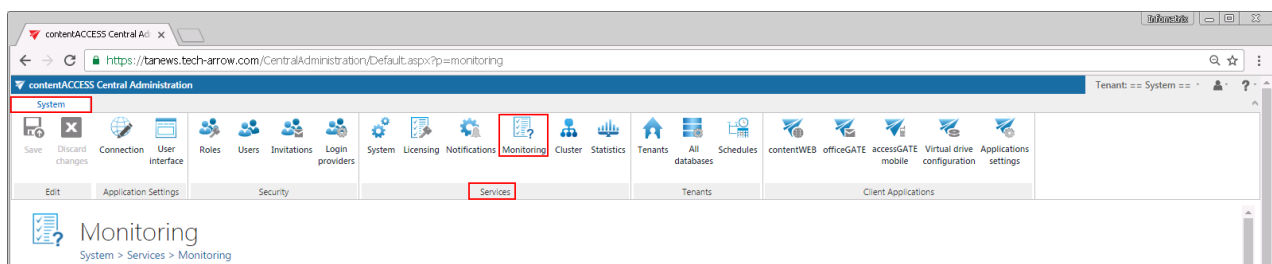 Infometrix
contentACCESS Central Ad
https://tanews.tech-arrow.com/CentralAdministration/Default.aspx?p=monitoring
contentACCESS Central Administration
Tenant: == System ==
?
System
Save
Discard
changes
Connection
User
interface
Roles
Users
Invitations
Login
providers
System
Licensing
Notifications
Monitoring
Cluster
Statistics
Tenants
All
databases
Schedules
contentWEB
officeGATE
accessGATE
mobile
Virtual drive
configuration
Applications
settings
Edit
Application Settings
Security
Services
Tenants
Client Applications
Monitoring
System > Services > Monitoring